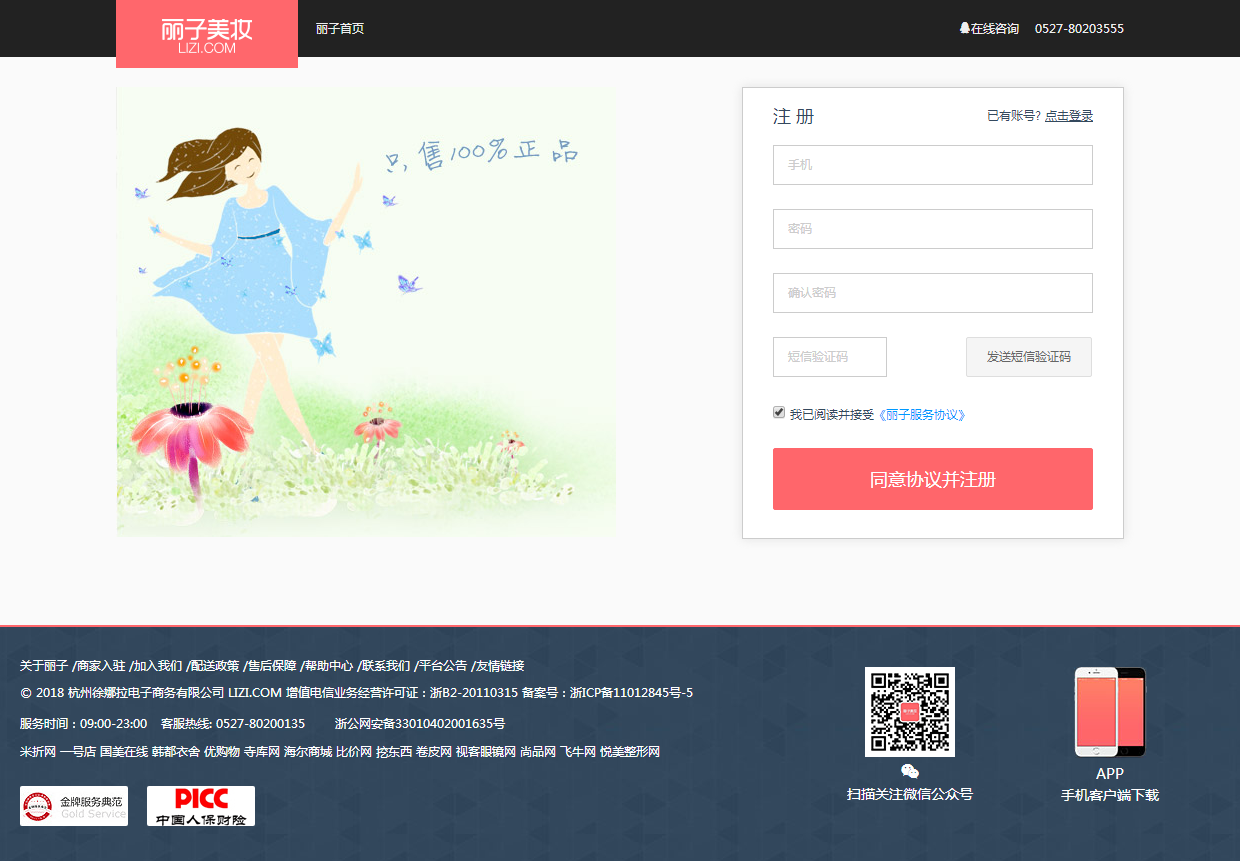 丽子美妆
LIZI.COM
丽子首页
在线咨询 0527-80203555
只售100%正品
注 册
已有账号? 点击登录
手机
密码
确认密码
短信验证码
发送短信验证码
我已阅读并接受《丽子服务协议》
同意协议并注册
关于丽子 /商家入驻 /加入我们 /配送政策 /售后保障 /帮助中心 /联系我们 /平台公告 /友情链接
© 2018 杭州徐娜拉电子商务有限公司 LIZI.COM 增值电信业务经营许可证：浙B2-20110315 备案号：浙ICP备11012845号-5
服务时间：09:00-23:00 客服热线: 0527-80200135 浙公网安备33010402001635号
米折网 一号店 国美在线 韩都衣舍 优购物 寺库网 海尔商城 比价网 挖东西 卷皮网 视客眼镜网 尚品网 飞牛网 悦美整形网
金牌服务典范
Gold Service
PICC
中国人保财险
扫描关注微信公众号
APP
手机客户端下载